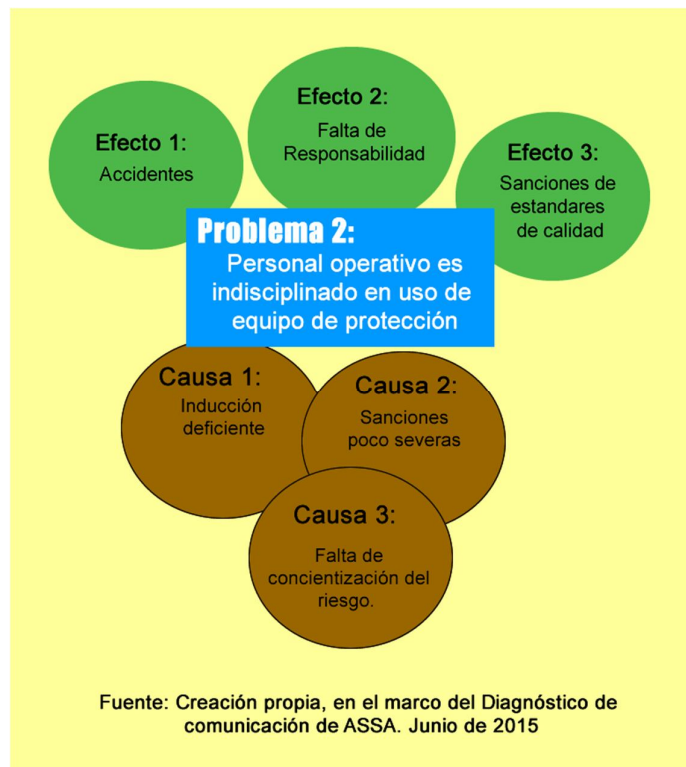 Efecto 1:
Accidentes
Efecto 2:
Falta de
Responsabilidad
Efecto 3:
Sanciones de
estandares
de calidad
Problema 2:
Personal operativo es
indisciplinado en uso de
equipo de protección
Causa 1:
Inducción
deficiente
Causa 2:
Sanciones
poco severas
Causa 3:
Falta de
concientización del
riesgo.
Fuente: Creación propia, en el marco del Diagnóstico de
comunicación de ASSA. Junio de 2015